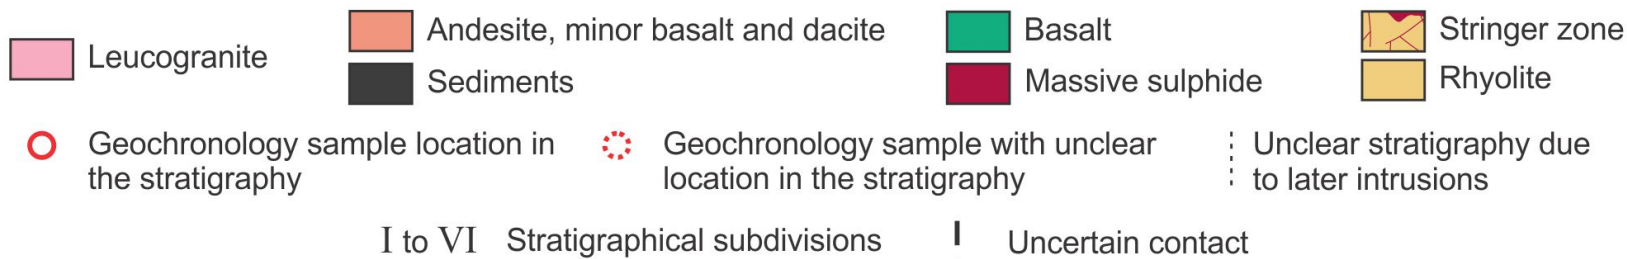 Leucogranite
Andesite, minor basalt and dacite
Sediments
Basalt
Massive sulphide
Stringer zone
Rhyolite
Geochronology sample location in
the stratigraphy
Geochronology sample with unclear
location in the stratigraphy
Unclear stratigraphy due
to later intrusions
I to VI Stratigraphical subdivisions
Uncertain contact